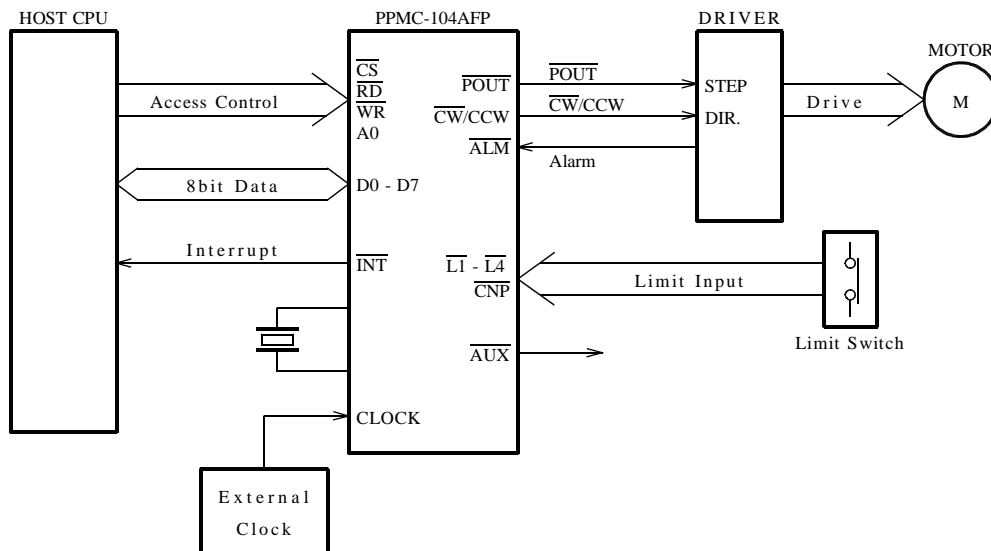 HOST CPU
PPMC-104AFP
DRIVER
MOTOR
CS
RD
WR
A0
Access Control
POUT
POUT
STEP
CW/CCW
CW/CCW
DIR.
Drive
M
ALM
Alarm
8bit Data
D0 - D7
Interrupt
INT
L1 - L4
CNP
Limit Input
Limit Switch
AUX
CLOCK
External
Clock